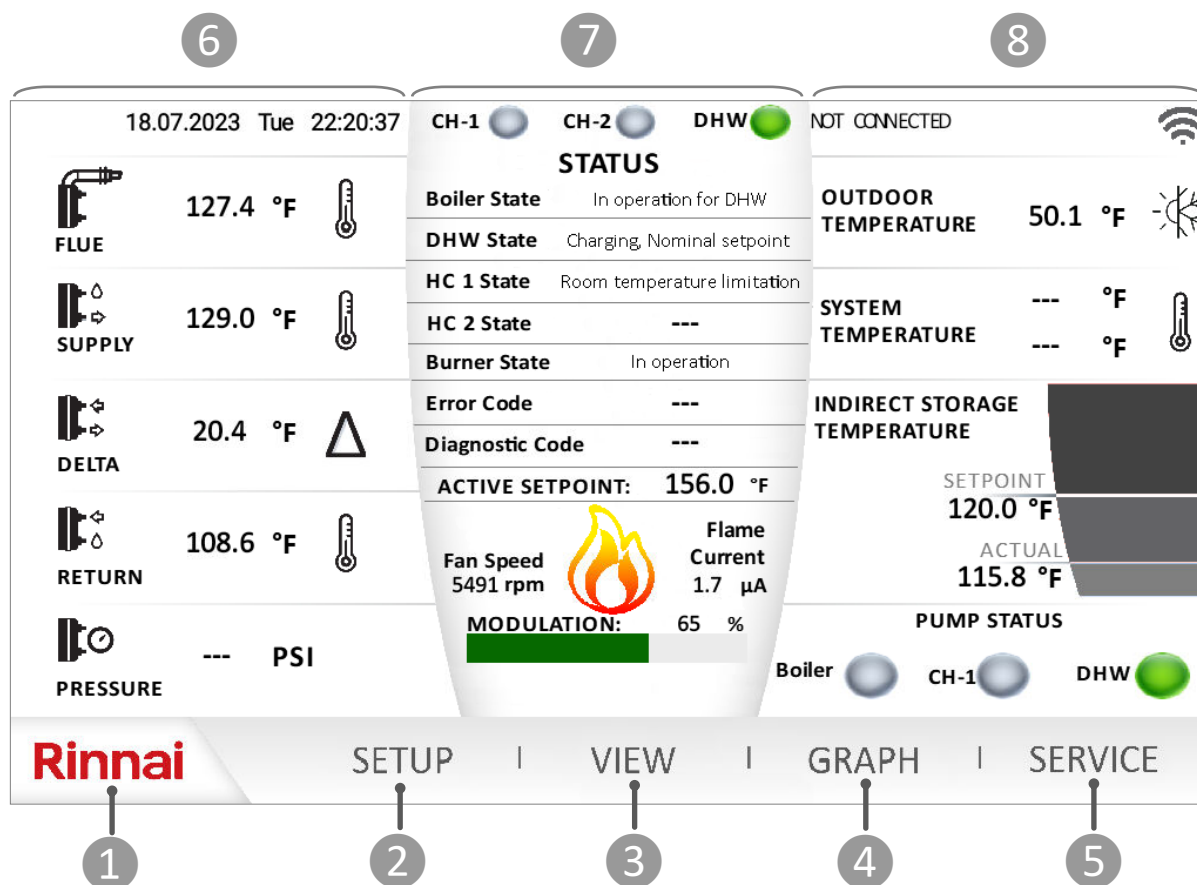 6
7
8
18.07.2023 Tue 22:20:37
FLUE
127.4 °F
SUPPLY
129.0 °F
DELTA
20.4 °F
RETURN
108.6 °F
PRESSURE
--- PSI
CH-1 CH-2 DHW
STATUS
Boiler State In operation for DHW
DHW State Charging, Nominal setpoint
HC 1 State Room temperature limitation
HC 2 State ---
Burner State In operation
Error Code ---
Diagnostic Code ---
ACTIVE SETPOINT: 156.0 °F
Fan Speed
5491 rpm
Flame
Current
1.7 µA
MODULATION: 65 %
NOT CONNECTED
OUTDOOR
TEMPERATURE
50.1 °F
SYSTEM
TEMPERATURE
--- °F
--- °F
INDIRECT STORAGE
TEMPERATURE
SETPOINT
120.0 °F
ACTUAL
115.8 °F
PUMP STATUS
Boiler CH-1 DHW
Rinnai SETUP | VIEW | GRAPH | SERVICE
1
2
3
4
5